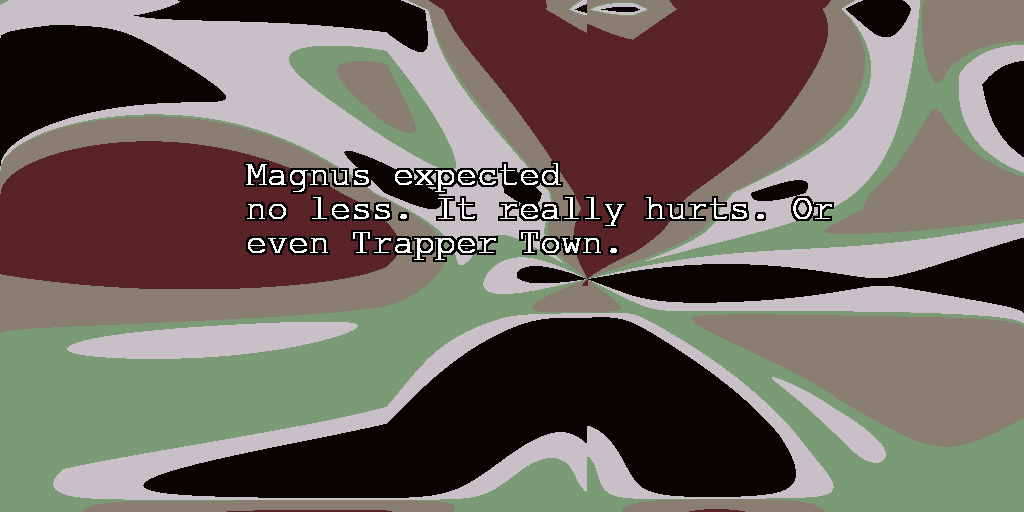 Magnus expected
no less. It really hurts. Or
even Trapper Town.